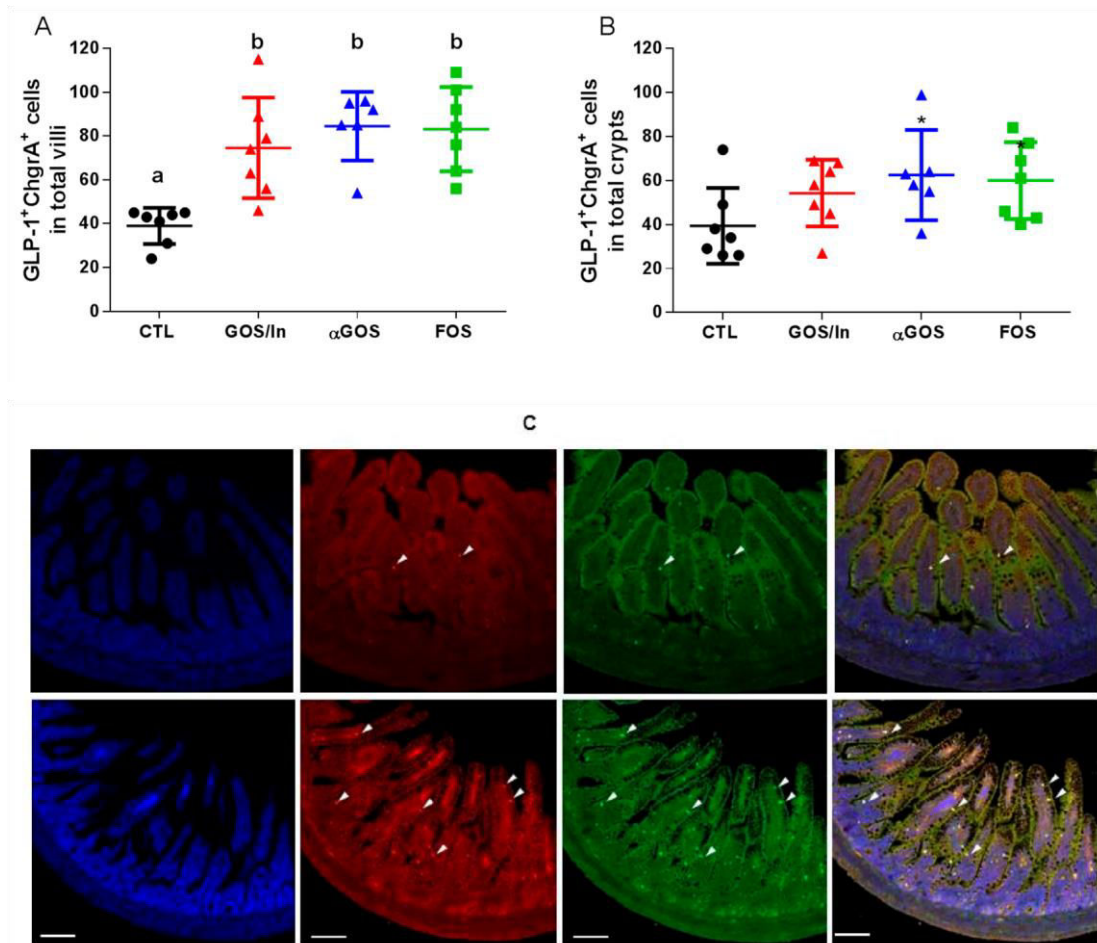 A
GLP-1⁺ChgrA⁺ cells
in total villi
120
100
80
60
40
20
0
a
b
b
b
CTL
GOS/In
αGOS
FOS
B
GLP-1⁺ChgrA⁺ cells
in total crypts
120
100
80
60
40
20
0
*
*
CTL
GOS/In
αGOS
FOS
C